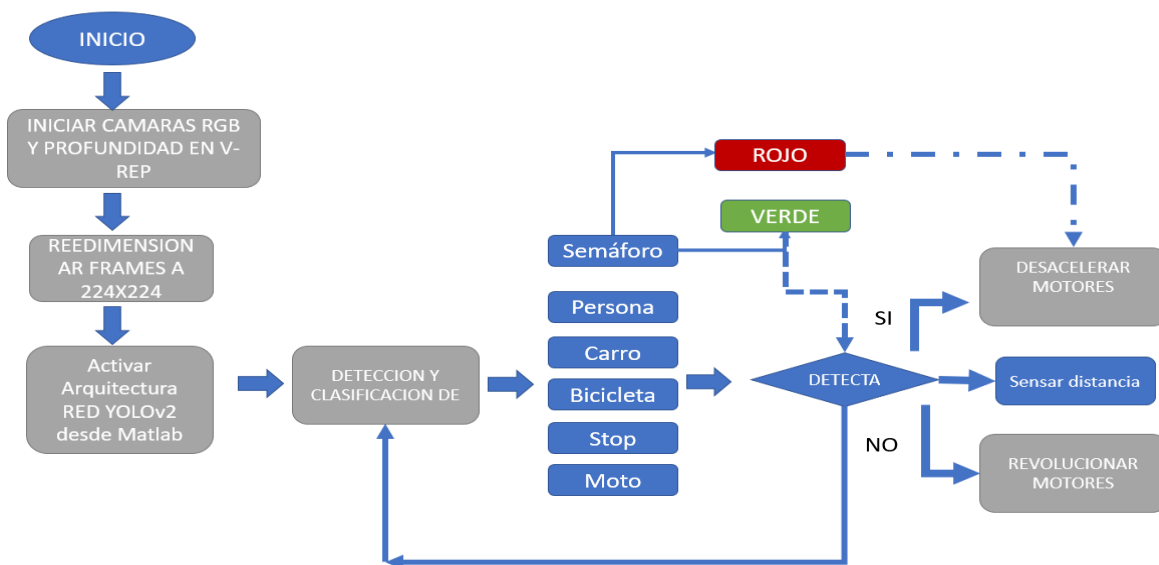 INICIO
INICIAR CAMARAS RGB
Y PROFUNDIDAD EN V-
REP
REEDIMENSION
AR FRAMES A
224X224
Activar
Arquitectura
RED YOLOv2
desde Matlab
DETECCION Y
CLASIFICACION DE
Semáforo
Persona
Carro
Bicicleta
Stop
Moto
ROJO
VERDE
DETECTA
SI
NO
DESACELERAR
MOTORES
Sensar distancia
REVOLUCIONAR
MOTORES